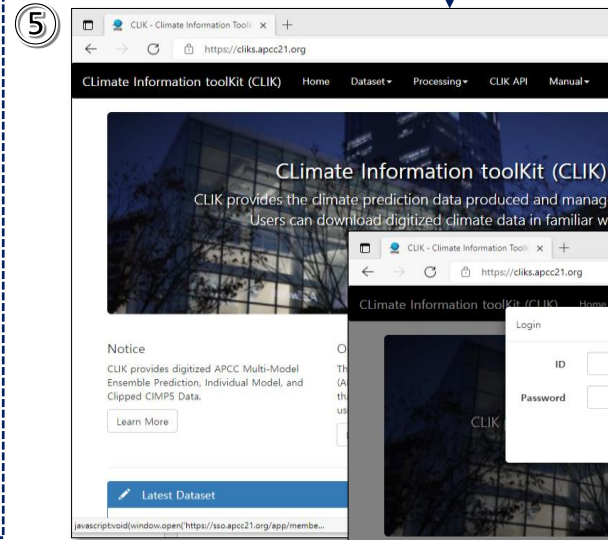 ⑤
CLIK - Climate Information Toolk
https://cliks.apcc21.org
CLimate Information toolKit (CLIK) Home Dataset Processing CLIK API Manual
CLimate Information toolKit (CLIK)
CLIK provides the climate prediction data produced and manag
Users can download digitized climate data in familiar w
Notice
CLIK provides digitized APCC Multi-Model
Ensemble Prediction, Individual Model, and
Clipped CIMP5 Data.
Learn More
O
Th
(A
tha
us
Latest Dataset
javascript:void(window.open('https://sso.apcc21.org/app/membe...
CLIK - Climate Information Toolk
https://cliks.apcc21.org
CLimate Information toolKit (CLIK) Home
Login
ID
Password
CLIK